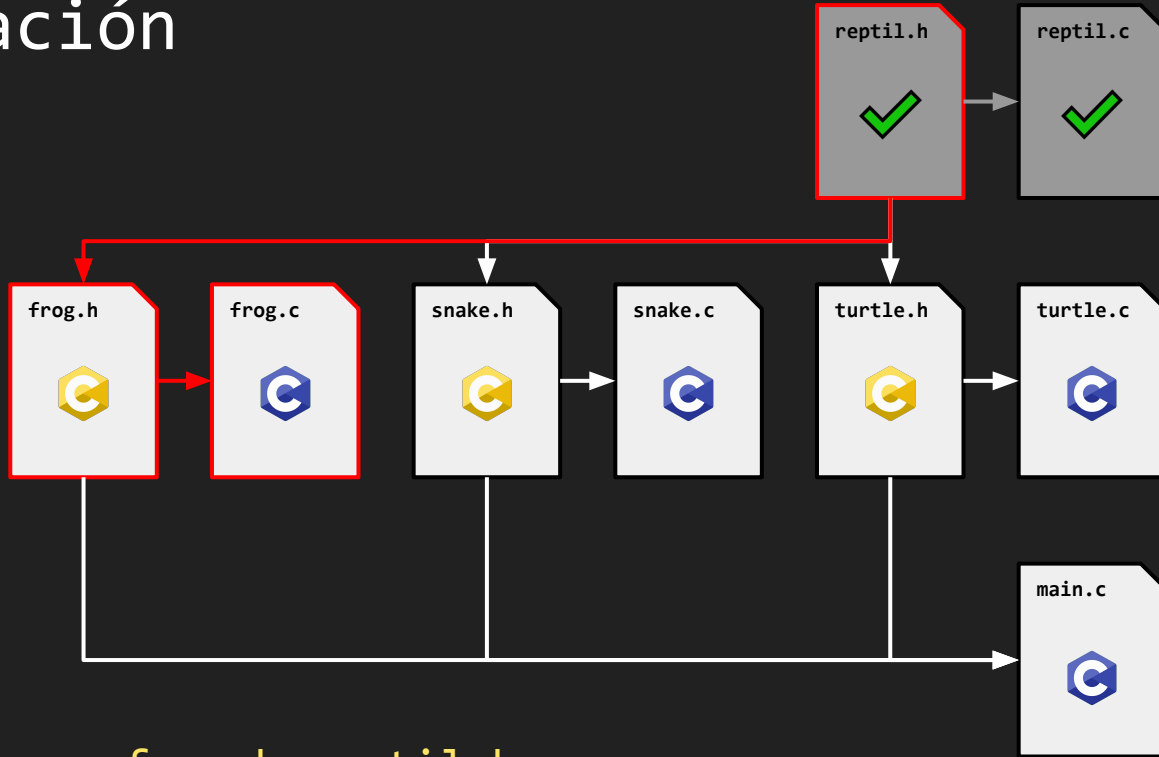 ación
reptil.h
reptil.c
frog.h
frog.c
snake.h
snake.c
turtle.h
turtle.c
main.c